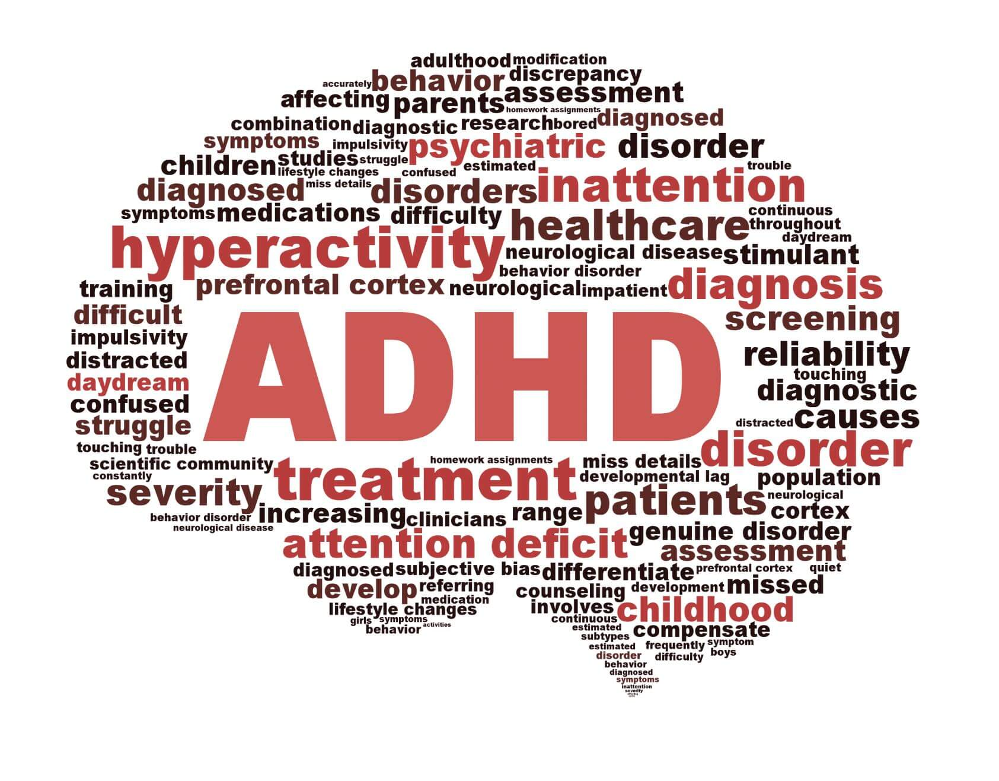 adulthood modification
accurately behavior discrepancy
affecting parents assessment
homework assignments
combination diagnostic research bored diagnosed
symptoms impulsivity psychiatric disorder
children studies struggle estimated trouble
lifestyle changes confused
diagnosed miss details disorders inattention
symptoms medications difficulty healthcare continuous
throughout
daydream
hyperactivity neurological disease stimulant
behavior disorder
training prefrontal cortex neurological impatient diagnosis
difficult screening
impulsivity
distracted ADHD reliability
touching
daydream diagnostic
confused
struggle distracted causes
touching trouble disorder
scientific community homework assignments miss details
constantly treatment developmental lag population
severity patients neurological
behavior disorder increasing clinicians range cortex
neurological disease
attention deficit genuine disorder
assessment
diagnosed subjective bias differentiate prefrontal cortex quiet
develop referring counseling development missed
medication
lifestyle changes involves childhood
girls symptoms continuous
behavior activities estimated compensate
subtypes
estimated frequently symptom
disorder difficulty boys
behavior
diagnosed
symptoms
inattention
severity